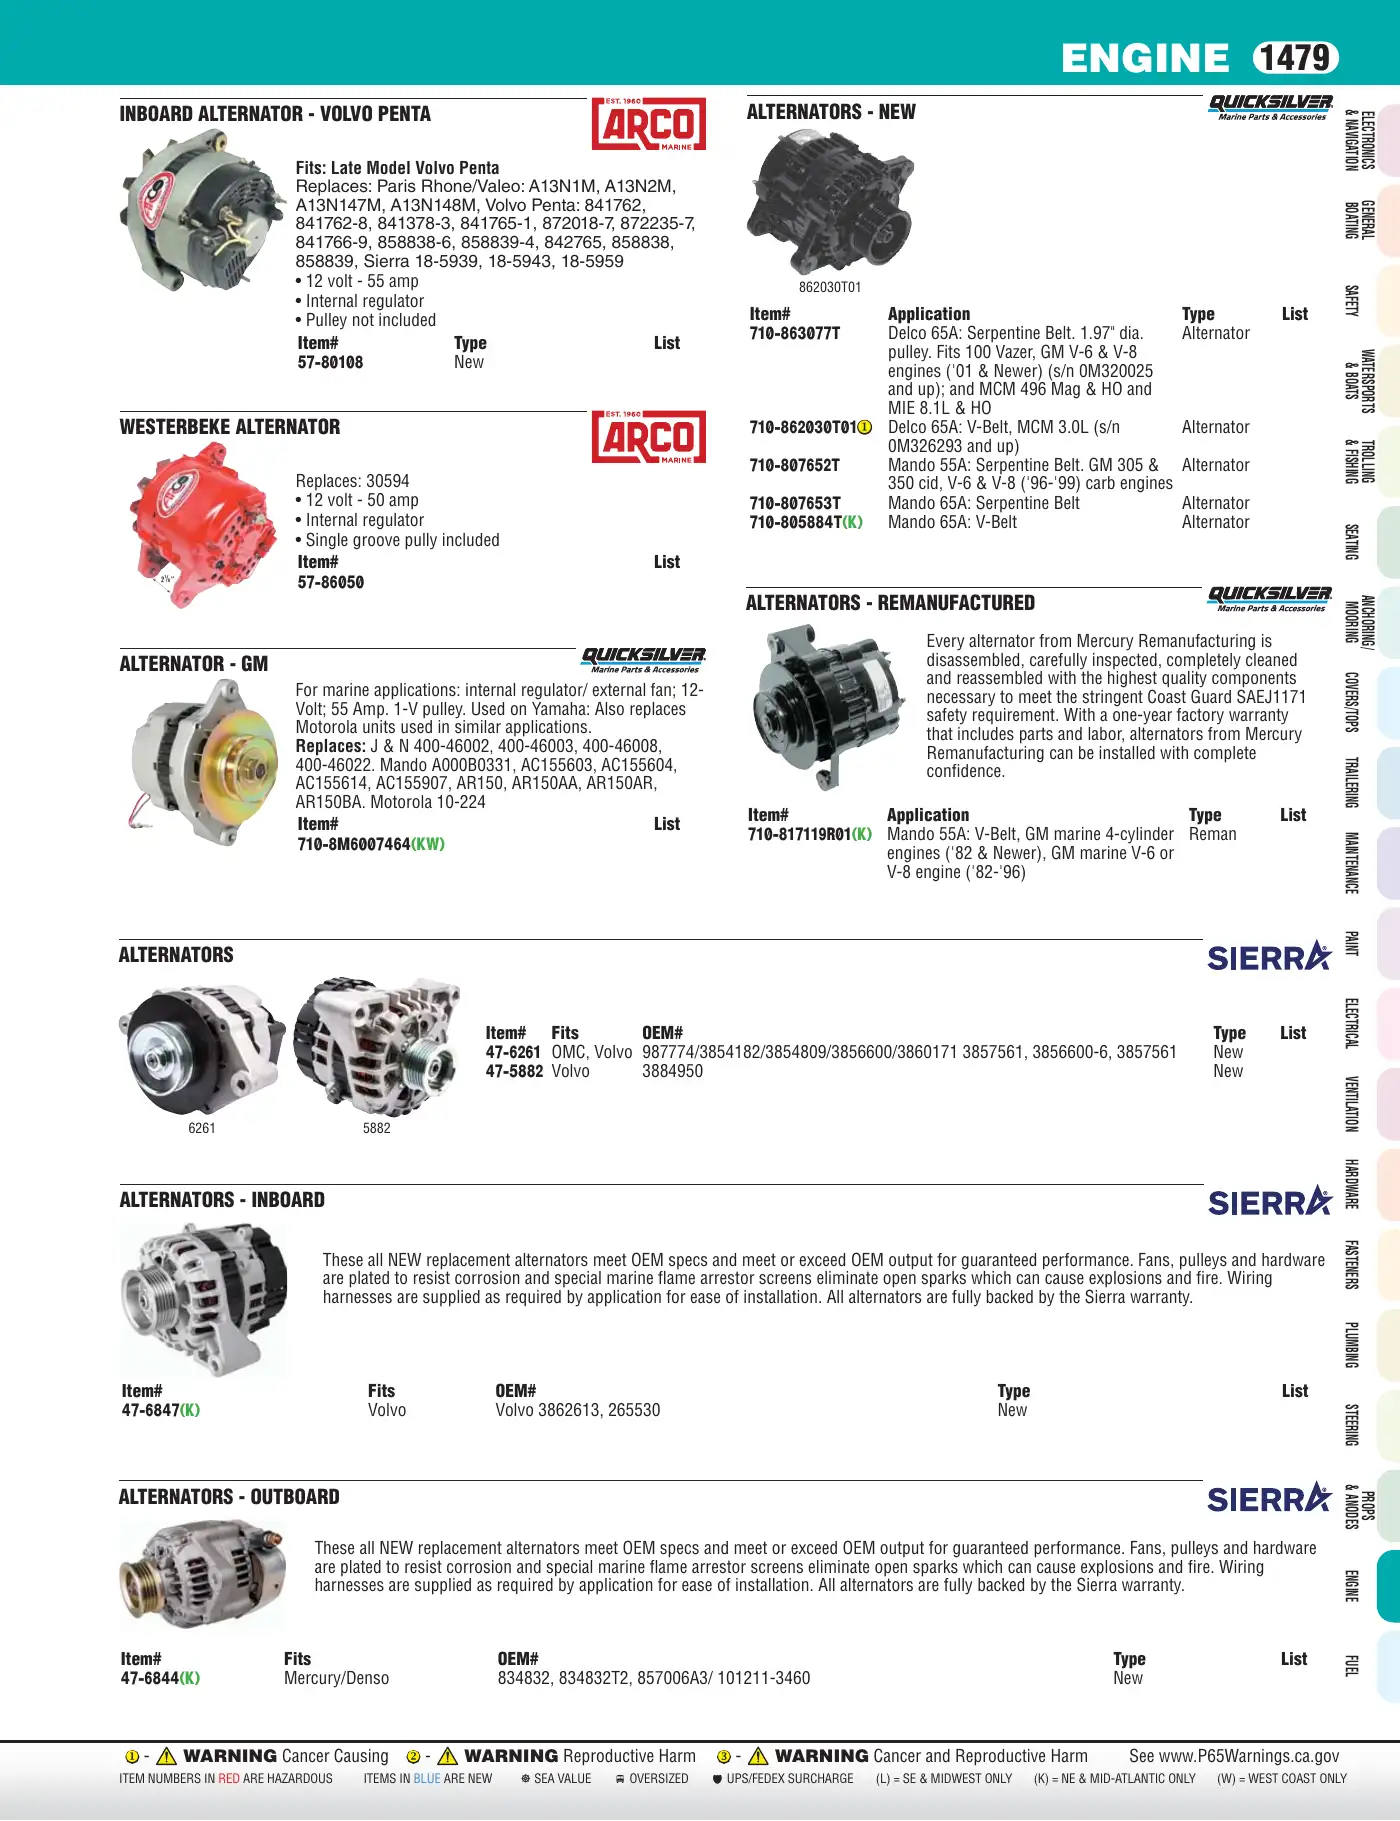 ENGINE 1479
INBOARD ALTERNATOR - VOLVO PENTA
EST. 1960
ARCO
MARINE
Fits: Late Model Volvo Penta
Replaces: Paris Rhone/Valeo: A13N1M, A13N2M,
A13N147M, A13N148M, Volvo Penta: 841762,
841762-8, 841378-3, 841765-1, 872018-7, 872235-7,
841766-9, 858838-6, 858839-4, 842765, 858838,
858839, Sierra 18-5939, 18-5943, 18-5959
• 12 volt - 55 amp
• Internal regulator
• Pulley not included
Item# Type List
57-80108 New
WESTERBEKE ALTERNATOR
EST. 1960
ARCO
MARINE
Replaces: 30594
• 12 volt - 50 amp
• Internal regulator
• Single groove pully included
Item# List
57-86050
ALTERNATOR - GM
QUICKSILVER
Marine Parts & Accessories
For marine applications: internal regulator/ external fan; 12-
Volt; 55 Amp. 1-V pulley. Used on Yamaha: Also replaces
Motorola units used in similar applications.
Replaces: J & N 400-46002, 400-46003, 400-46008,
400-46022. Mando A000B0331, AC155603, AC155604,
AC155614, AC155907, AR150, AR150AA, AR150AR,
AR150BA. Motorola 10-224
Item# List
710-8M6007464(KW)
ALTERNATORS - NEW
QUICKSILVER
Marine Parts & Accessories
862030T01
Item# Application Type List
710-863077T Delco 65A: Serpentine Belt. 1.97" dia. Alternator
pulley. Fits 100 Vazer, GM V-6 & V-8
engines ('01 & Newer) (s/n 0M320025
and up); and MCM 496 Mag & HO and
MIE 8.1L & HO
710-862030T01① Delco 65A: V-Belt, MCM 3.0L (s/n Alternator
0M326293 and up)
710-807652T Mando 55A: Serpentine Belt. GM 305 & Alternator
350 cid, V-6 & V-8 ('96-'99) carb engines
710-807653T Mando 65A: Serpentine Belt Alternator
710-805884T(K) Mando 65A: V-Belt Alternator
ALTERNATORS - REMANUFACTURED
QUICKSILVER
Marine Parts & Accessories
Every alternator from Mercury Remanufacturing is
disassembled, carefully inspected, completely cleaned
and reassembled with the highest quality components
necessary to meet the stringent Coast Guard SAEJ1171
safety requirement. With a one-year factory warranty
that includes parts and labor, alternators from Mercury
Remanufacturing can be installed with complete
confidence.
Item# Application Type List
710-817119R01(K) Mando 55A: V-Belt, GM marine 4-cylinder Reman
engines ('82 & Newer), GM marine V-6 or
V-8 engine ('82-'96)
ALTERNATORS
SIERRA
6261 5882
Item# Fits OEM# Type List
47-6261 OMC, Volvo 987774/3854182/3854809/3856600/3860171 3857561, 3856600-6, 3857561 New
47-5882 Volvo 3884950 New
ALTERNATORS - INBOARD
SIERRA
These all NEW replacement alternators meet OEM specs and meet or exceed OEM output for guaranteed performance. Fans, pulleys and hardware
are plated to resist corrosion and special marine flame arrestor screens eliminate open sparks which can cause explosions and fire. Wiring
harnesses are supplied as required by application for ease of installation. All alternators are fully backed by the Sierra warranty.
Item# Fits OEM# Type List
47-6847(K) Volvo Volvo 3862613, 265530 New
ALTERNATORS - OUTBOARD
SIERRA
These all NEW replacement alternators meet OEM specs and meet or exceed OEM output for guaranteed performance. Fans, pulleys and hardware
are plated to resist corrosion and special marine flame arrestor screens eliminate open sparks which can cause explosions and fire. Wiring
harnesses are supplied as required by application for ease of installation. All alternators are fully backed by the Sierra warranty.
Item# Fits OEM# Type List
47-6844(K) Mercury/Denso 834832, 834832T2, 857006A3/ 101211-3460 New
ELECTRONICS
& NAVIGATION
GENERAL
BOATING
SAFETY
WATERSPORTS
& BOATS
TROLLING
& FISHING
SEATING
ANCHORING/
MOORING
COVERS/TOPS
TRAILERING
MAINTENANCE
PAINT
ELECTRICAL
VENTILATION
HARDWARE
FASTENERS
PLUMBING
STEERING
PROPS
& ANODES
ENGINE
FUEL
① - WARNING Cancer Causing ② - WARNING Reproductive Harm ③ - WARNING Cancer and Reproductive Harm See www.P65Warnings.ca.gov
ITEM NUMBERS IN RED ARE HAZARDOUS ITEMS IN BLUE ARE NEW SEA VALUE OVERSIZED UPS/FEDEX SURCHARGE (L) = SE & MIDWEST ONLY (K) = NE & MID-ATLANTIC ONLY (W) = WEST COAST ONLY